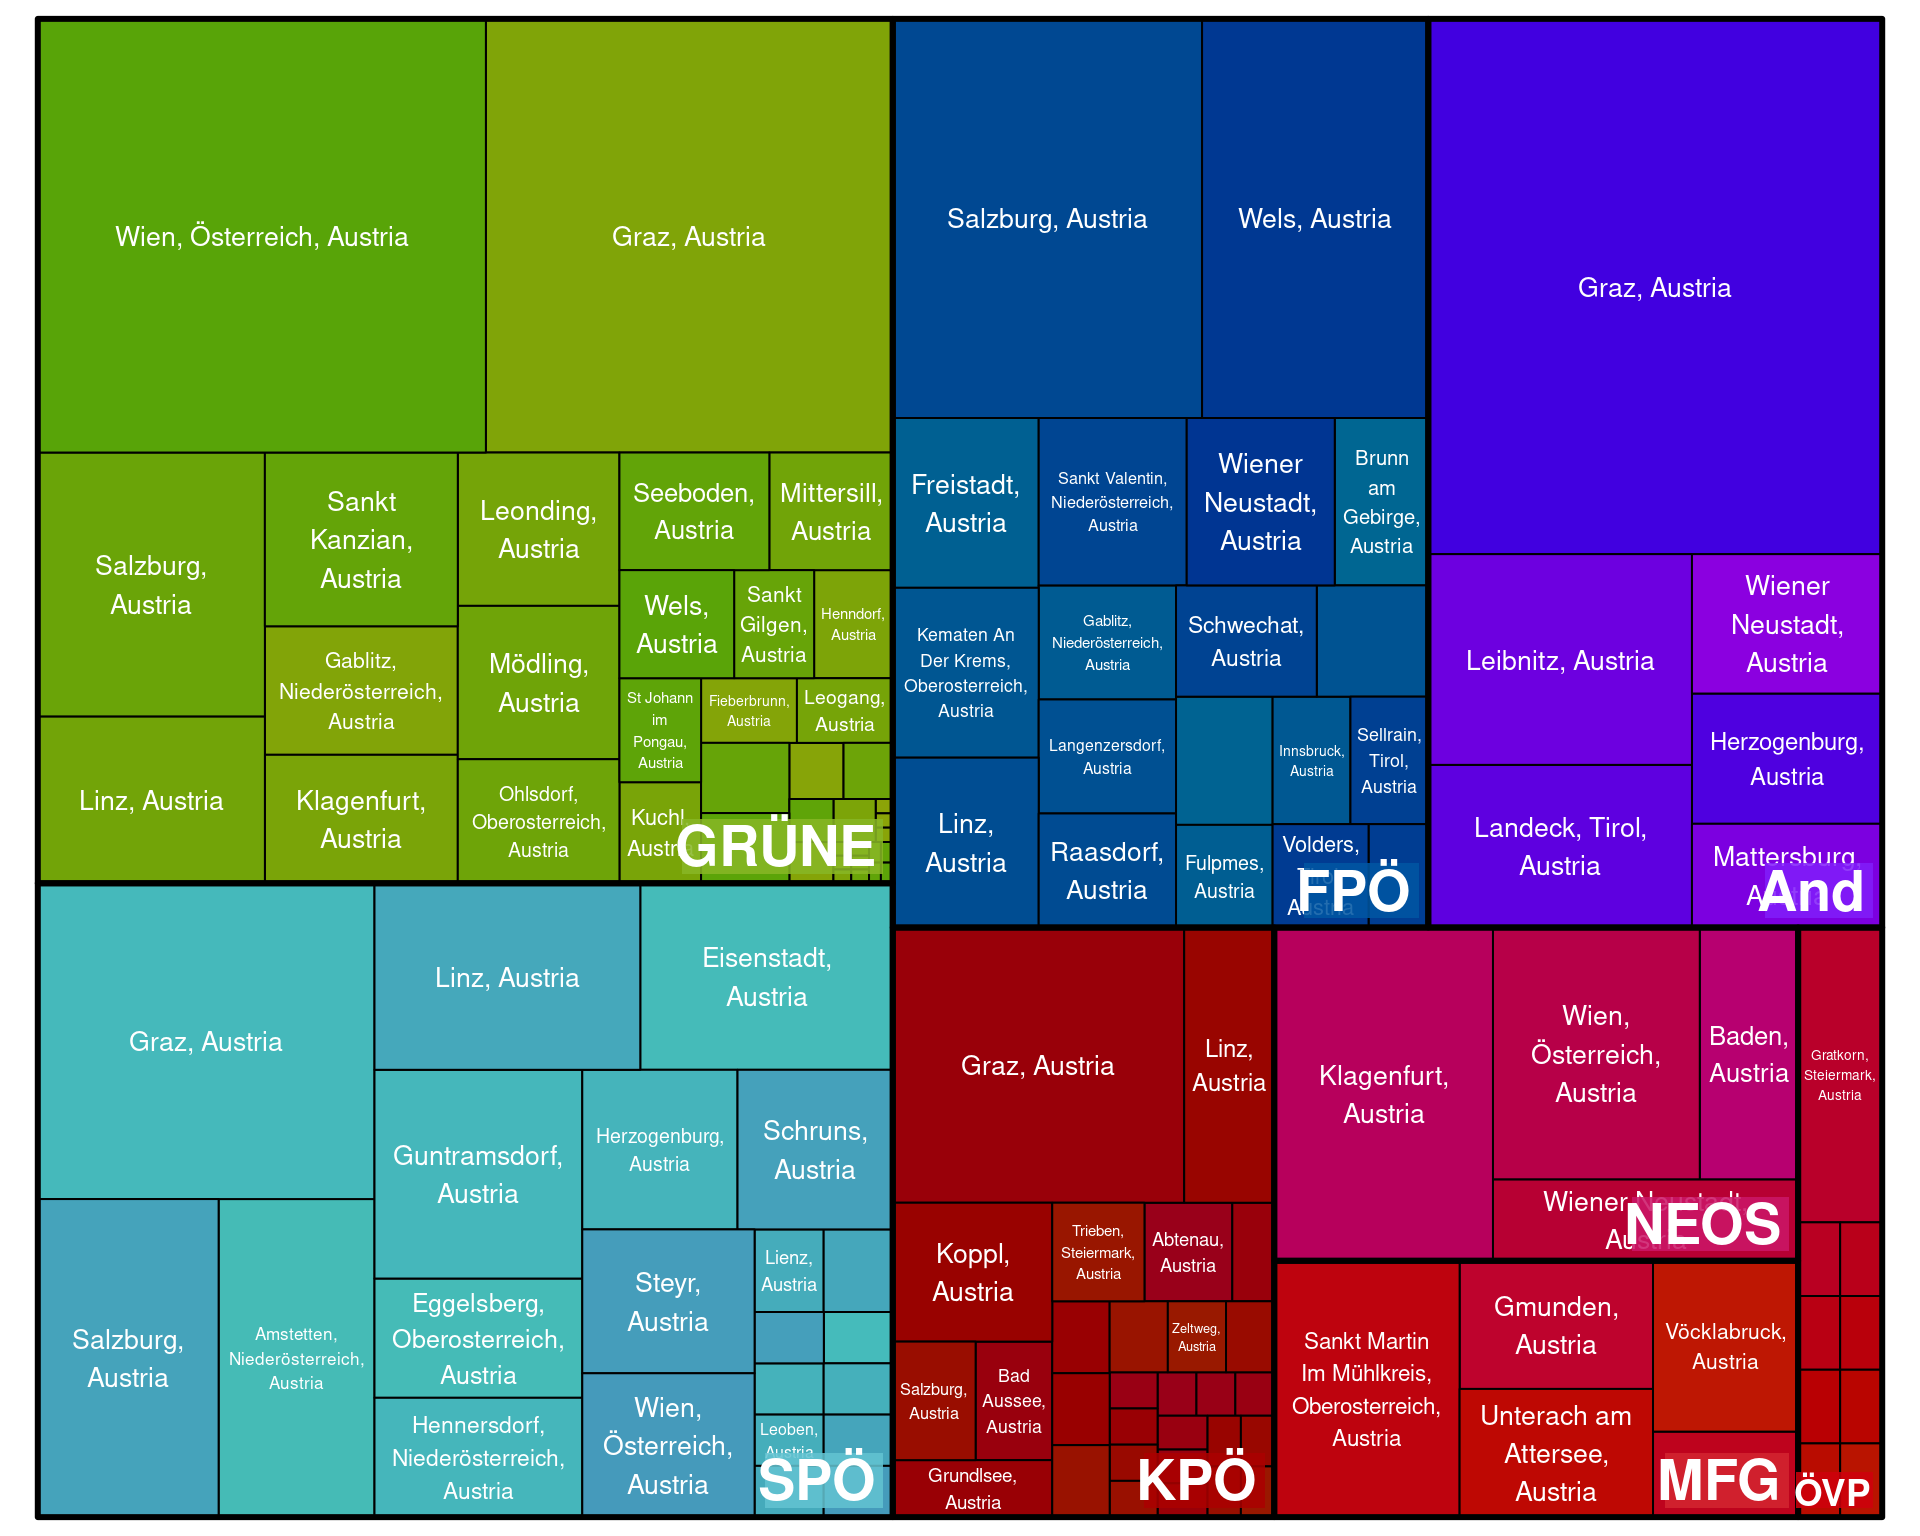 Wien, Österreich, Austria
Graz, Austria
Salzburg,
Austria
Sankt
Kanzian,
Austria
Leonding,
Austria
Seeboden,
Austria
Mittersill,
Austria
Wels,
Austria
Sankt
Gilgen,
Austria
Henndorf,
Austria
Gablitz,
Niederösterreich,
Austria
Mödling,
Austria
St Johann
im
Pongau,
Austria
Fieberbrunn,
Austria
Leogang,
Austria
Linz, Austria
Klagenfurt,
Austria
Ohlsdorf,
Oberosterreich,
Austria
Kuchl,
Austria
GRÜNE
Salzburg, Austria
Wels, Austria
Freistadt,
Austria
Sankt Valentin,
Niederösterreich,
Austria
Wiener
Neustadt,
Austria
Brunn
am
Gebirge,
Austria
Kematen An
Der Krems,
Oberosterreich,
Austria
Gablitz,
Niederösterreich,
Austria
Schwechat,
Austria
Langenzersdorf,
Austria
Innsbruck,
Austria
Sellrain,
Tirol,
Austria
Linz,
Austria
Raasdorf,
Austria
Fulpmes,
Austria
Volders,
Tirol,
Austria
FPÖ
Graz, Austria
Leibnitz, Austria
Wiener
Neustadt,
Austria
Landeck, Tirol,
Austria
Herzogenburg,
Austria
Mattersburg,
Austria
And
Graz, Austria
Linz, Austria
Eisenstadt,
Austria
Guntramsdorf,
Austria
Herzogenburg,
Austria
Schruns,
Austria
Salzburg,
Austria
Amstetten,
Niederösterreich,
Austria
Eggelsberg,
Oberosterreich,
Austria
Hennersdorf,
Niederösterreich,
Austria
Steyr,
Austria
Wien,
Österreich,
Austria
Lienz,
Austria
Leoben,
Austria
SPÖ
Graz, Austria
Linz,
Austria
Koppl,
Austria
Trieben,
Steiermark,
Austria
Abtenau,
Austria
Zeltweg,
Austria
Salzburg,
Austria
Bad
Aussee,
Austria
Grundlsee,
Austria
KPÖ
Klagenfurt,
Austria
Wien,
Österreich,
Austria
Baden,
Austria
Wiener Neustadt,
Austria
NEOS
Sankt Martin
Im Mühlkreis,
Oberosterreich,
Austria
Gmunden,
Austria
Unterach am
Attersee,
Austria
Vöcklabruck,
Austria
MFG
Gratkorn,
Steiermark,
Austria
ÖVP